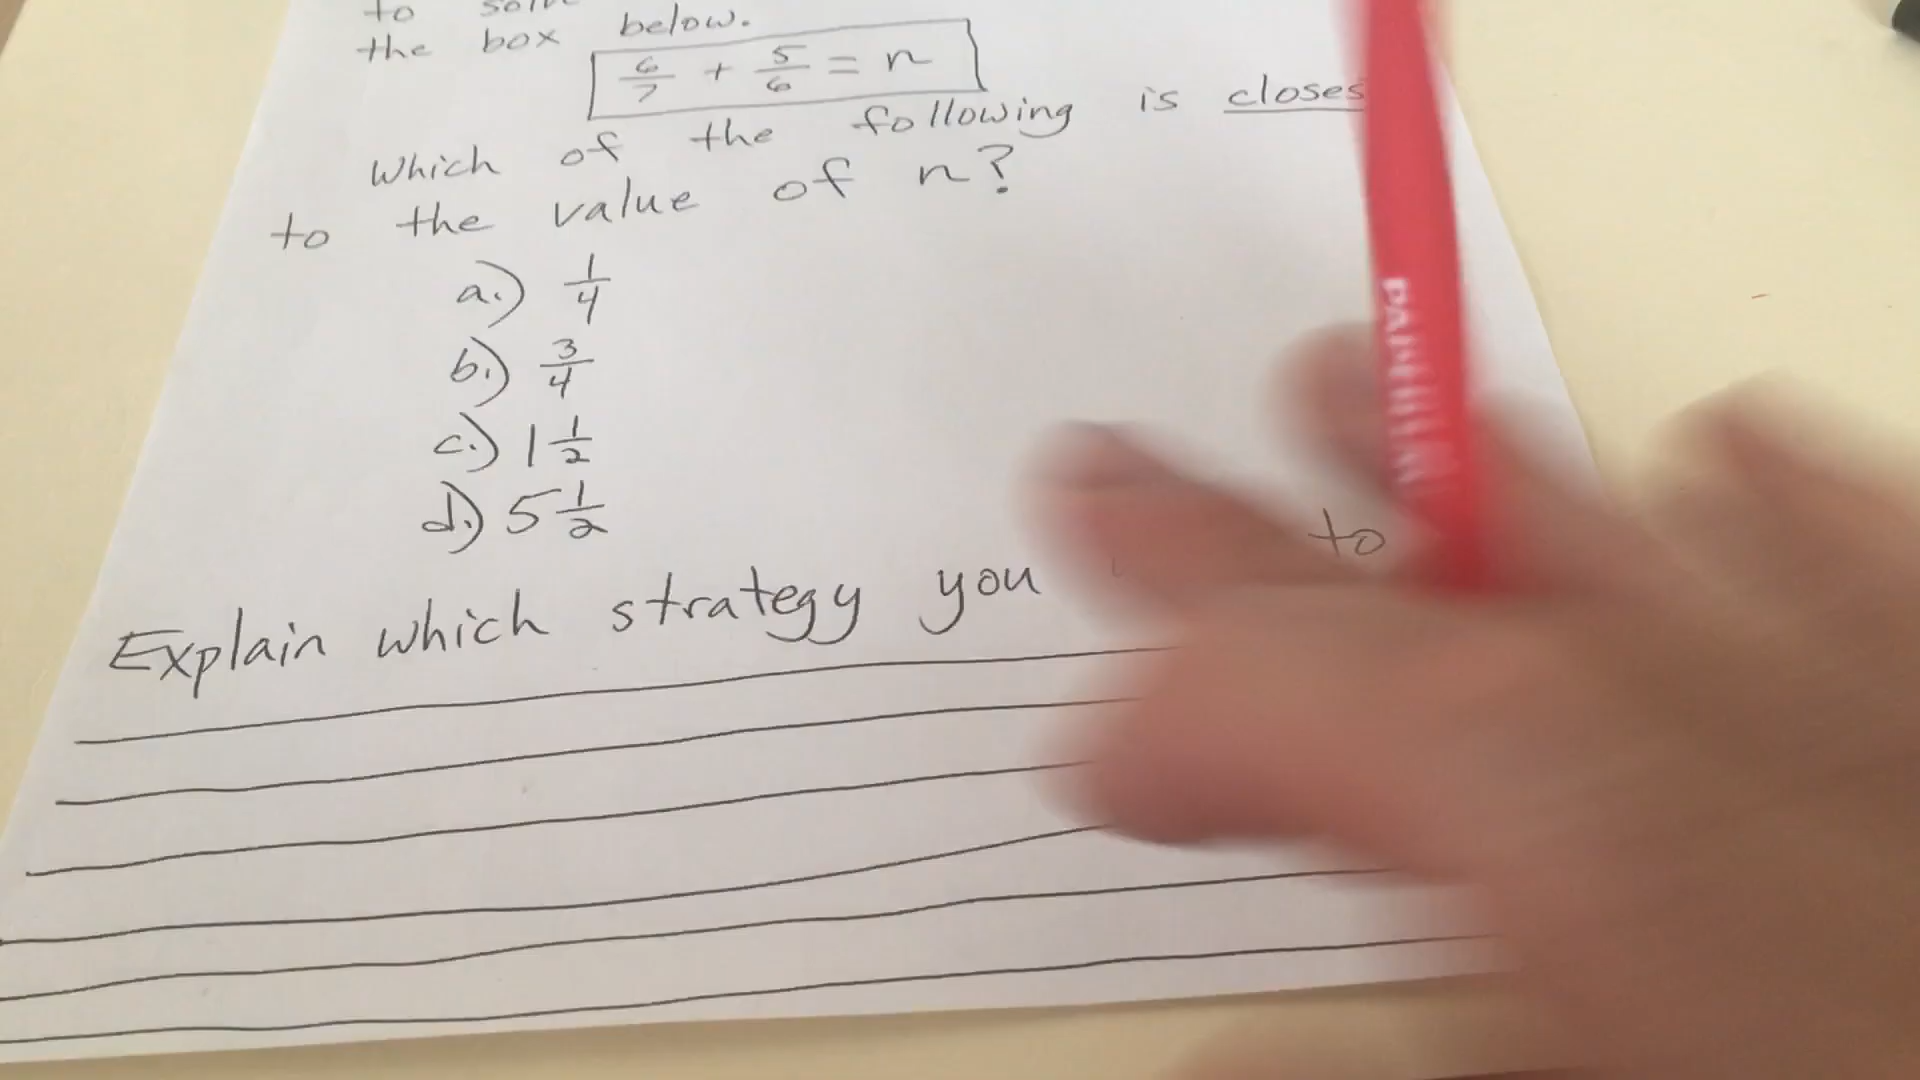 to
the box below.
6/7 + 5/6 = n
Which of the following is closes
to the value of n?
a.) 1/4
b.) 3/4
c.) 1 1/2
d.) 5 1/2
Explain which strategy you to